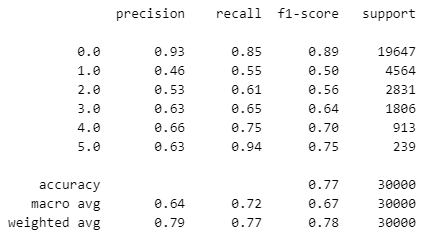 precision recall f1-score support
0.0 0.93 0.85 0.89 19647
1.0 0.46 0.55 0.50 4564
2.0 0.53 0.61 0.56 2831
3.0 0.63 0.65 0.64 1806
4.0 0.66 0.75 0.70 913
5.0 0.63 0.94 0.75 239
accuracy 0.77 30000
macro avg 0.64 0.72 0.67 30000
weighted avg 0.79 0.77 0.78 30000